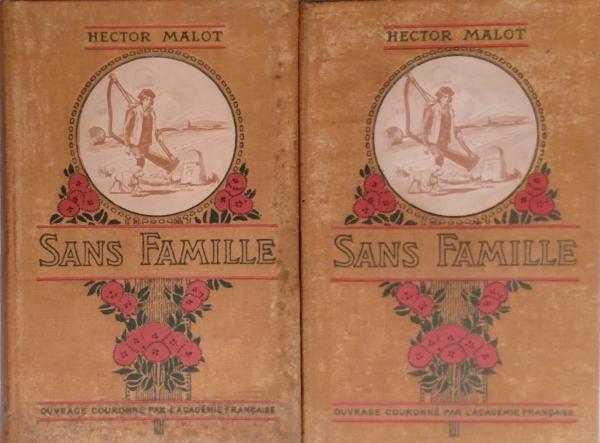 HECTOR MALOT
SANS FAMILLE
OUVRAGE COURONNÉ PAR L'ACADÉMIE FRANÇAISE
HECTOR MALOT
SANS FAMILLE
OUVRAGE COURONNÉ PAR L'ACADÉMIE FRANÇAISE